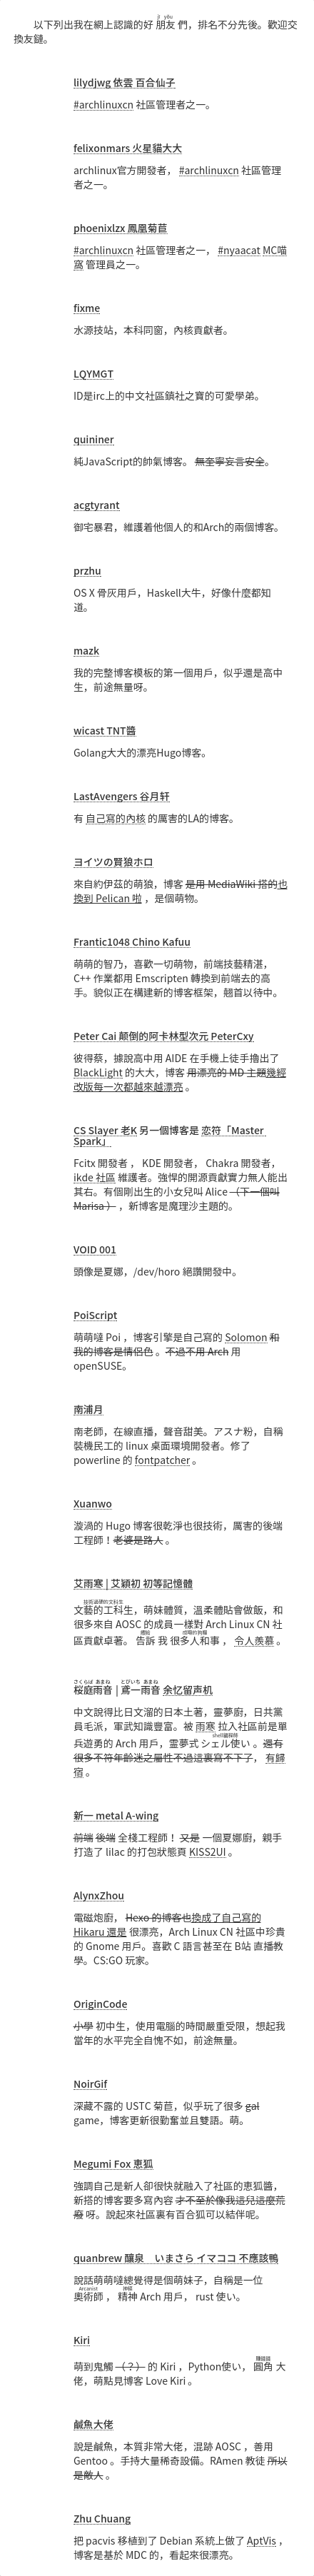 以下列出我在網上認識的好 朋友 們，排名不分先後。歡迎交
換友鏈。
lilydjwg 依雲 百合仙子
#archlinuxcn 社區管理者之一。
felixonmars 火星貓大大
archlinux官方開發者， #archlinuxcn 社區管理
者之一。
phoenixlzx 鳳凰菊苣
#archlinuxcn 社區管理者之一， #nyaacat MC喵
窩 管理員之一。
fixme
水源技站，本科同窗，內核貢獻者。
LQYMGT
ID是irc上的中文社區鎮社之寶的可愛學弟。
quininer
純JavaScript的帥氣博客。 無奎寧妄言安全。
acgtyrant
御宅暴君，維護着他個人的和Arch的兩個博客。
przhu
OS X 骨灰用戶，Haskell大牛，好像什麼都知
道。
mazk
我的完整博客模板的第一個用戶，似乎還是高中
生，前途無量呀。
wicast TNT醬
Golang大大的漂亮Hugo博客。
LastAvengers 谷月轩
有 自己寫的內核 的厲害的LA的博客。
ヨイツの賢狼ホロ
來自約伊茲的萌狼，博客 是用 MediaWiki 搭的也
換到 Pelican 啦 ，是個萌物。
Frantic1048 Chino Kafuu
萌萌的智乃，喜歡一切萌物，前端技藝精湛，
C++ 作業都用 Emscripten 轉換到前端去的高
手。貌似正在構建新的博客框架，翹首以待中。
Peter Cai 颠倒的阿卡林型次元 PeterCxy
彼得蔡，據說高中用 AIDE 在手機上徒手擼出了
BlackLight 的大大，博客 用漂亮的 MD 主題幾經
改版每一次都越來越漂亮 。
CS Slayer 老K 另一個博客是 恋符「Master
Spark」
Fcitx 開發者 ， KDE 開發者， Chakra 開發者，
ikde 社區 維護者。強悍的開源貢獻實力無人能出
其右。有個剛出生的小女兒叫 Alice （下一個叫
Marisa ） ，新博客是魔理沙主題的。
VOID 001
頭像是夏娜，/dev/horo 絕讚開發中。
PoiScript
萌萌噠 Poi ，博客引擎是自己寫的 Solomon 和
我的博客是情侶色 。不過不用 Arch 用
openSUSE。
南浦月
南老師，在線直播，聲音甜美。アスナ粉，自稱
裝機民工的 linux 桌面環境開發者。修了
powerline 的 fontpatcher 。
Xuanwo
漩渦的 Hugo 博客很乾淨也很技術，厲害的後端
工程師！老婆是路人 。
艾雨寒 | 艾穎初 初等記憶體
文藝的工科生，萌妹體質，溫柔體貼會做飯，和
很多來自 AOSC 的成員一樣對 Arch Linux CN 社
區貢獻卓著。 告訴 我 很多人和事 ， 令人羨慕 。
桜庭雨音 | 鳶一雨音 余忆留声机
中文說得比日文溜的日本土著，靈夢廚，日共黨
員毛派，軍武知識豐富。被 雨寒 拉入社區前是單
兵遊勇的 Arch 用戶，靈夢式 シェル使い 。還有
很多不符年齡迷之屬性不過這裏寫不下了， 有歸
宿 。
新一 metal A-wing
前端 後端 全棧工程師！ 又是 一個夏娜廚，親手
打造了 lilac 的打包狀態頁 KISS2UI 。
AlynxZhou
電磁炮廚， Hexo 的博客也換成了自己寫的
Hikaru 還是 很漂亮，Arch Linux CN 社區中珍貴
的 Gnome 用戶。喜歡 C 語言甚至在 B站 直播教
學。CS:GO 玩家。
OriginCode
小學 初中生，使用電腦的時間嚴重受限，想起我
當年的水平完全自愧不如，前途無量。
NoirGif
深藏不露的 USTC 菊苣，似乎玩了很多 gal
game，博客更新很勤奮並且雙語。萌。
Megumi Fox 恵狐
強調自己是新人卻很快就融入了社區的恵狐醬，
新搭的博客要多寫內容 才不至於像我這兒這麼荒
廢 呀。說起來社區裏有百合狐可以結伴呢。
quanbrew 釀泉　いまさら イマココ 不應該鴨
說話萌萌噠總覺得是個萌妹子，自稱是一位
奧術師 ， 精神 Arch 用戶， rust 使い。
Kiri
萌到鬼觸 （？） 的 Kiri ，Python使い， 圓角 大
佬，萌點見博客 Love Kiri 。
鹹魚大佬
說是鹹魚，本質非常大佬，混跡 AOSC ，善用
Gentoo 。手持大量稀奇設備。RAmen 教徒 所以
是敵人 。
Zhu Chuang
把 pacvis 移植到了 Debian 系統上做了 AptVis ，
博客是基於 MDC 的，看起來很漂亮。